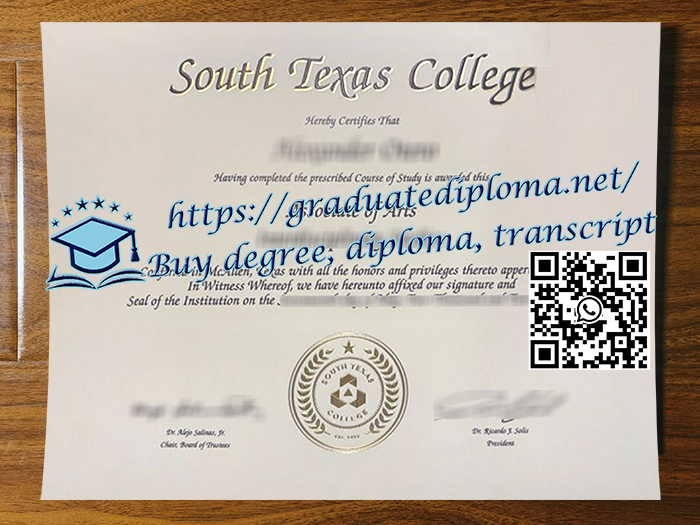 South Texas College
Hereby Certifies That
Having completed the prescribed Course of Study is awarded this
https://graduatediploma.net/
Associate of Arts
Buy degree, diploma, transcript
Conferred in McAllen, Texas with all the honors and privileges thereto
In Witness Whereof, we have hereunto affixed our signature and
Seal of the Institution on the
SOUTH TEXAS
COLLEGE
EST. 1993
Dr. Alejo Salinas, Jr.
Chair, Board of Trustees
Dr. Ricardo J. Solis
President